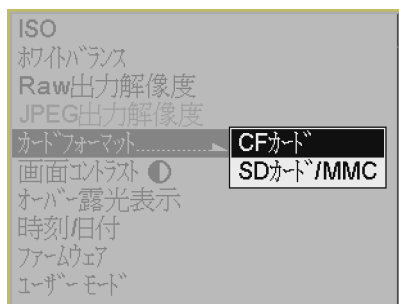 ISO
ホワイトバランス
Raw出力解像度
JPEG出力解像度
カードフォーマット............
CFカード
画面コントラスト
SDカード/MMC
オーバー露光表示
時刻/日付
ファームウェア
ユーザー モード